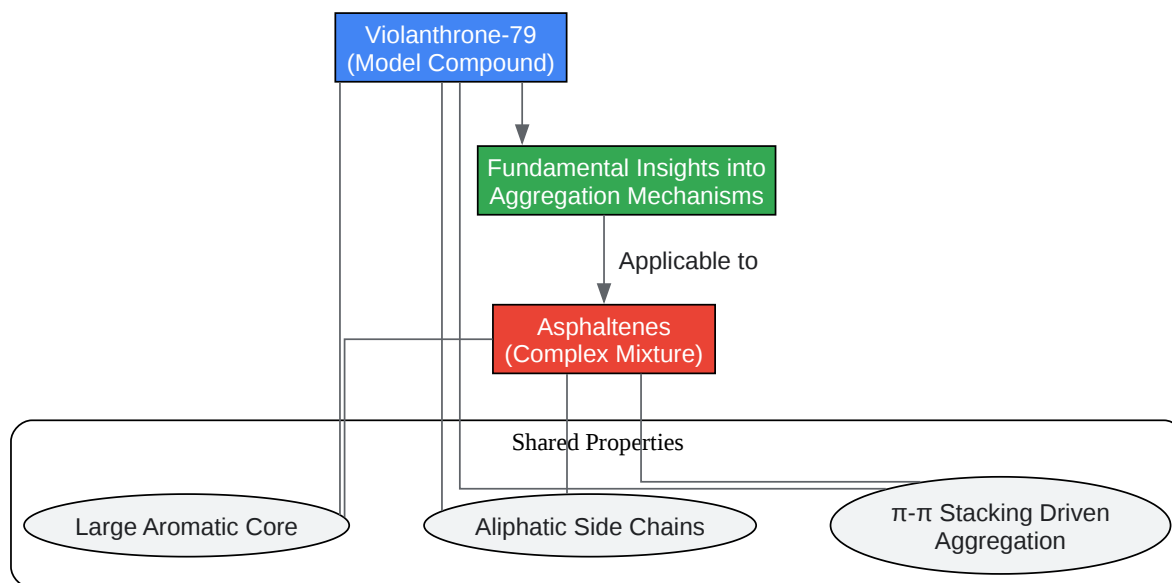 Violanthrone-79
(Model Compound)
Fundamental Insights into
Aggregation Mechanisms
Applicable to
Asphaltenes
(Complex Mixture)
Shared Properties
Large Aromatic Core
Aliphatic Side Chains
π-π Stacking Driven
Aggregation